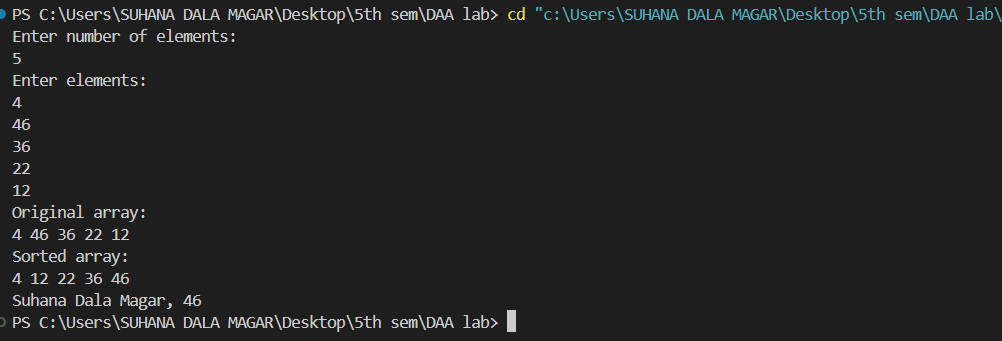 PS C:\Users\SUHANA DALA MAGAR\Desktop\5th sem\DAA lab> cd "c:\Users\SUHANA DALA MAGAR\Desktop\5th sem\DAA lab\
Enter number of elements:
5
Enter elements:
4
46
36
22
12
Original array:
4 46 36 22 12
Sorted array:
4 12 22 36 46
Suhana Dala Magar, 46
PS C:\Users\SUHANA DALA MAGAR\Desktop\5th sem\DAA lab>